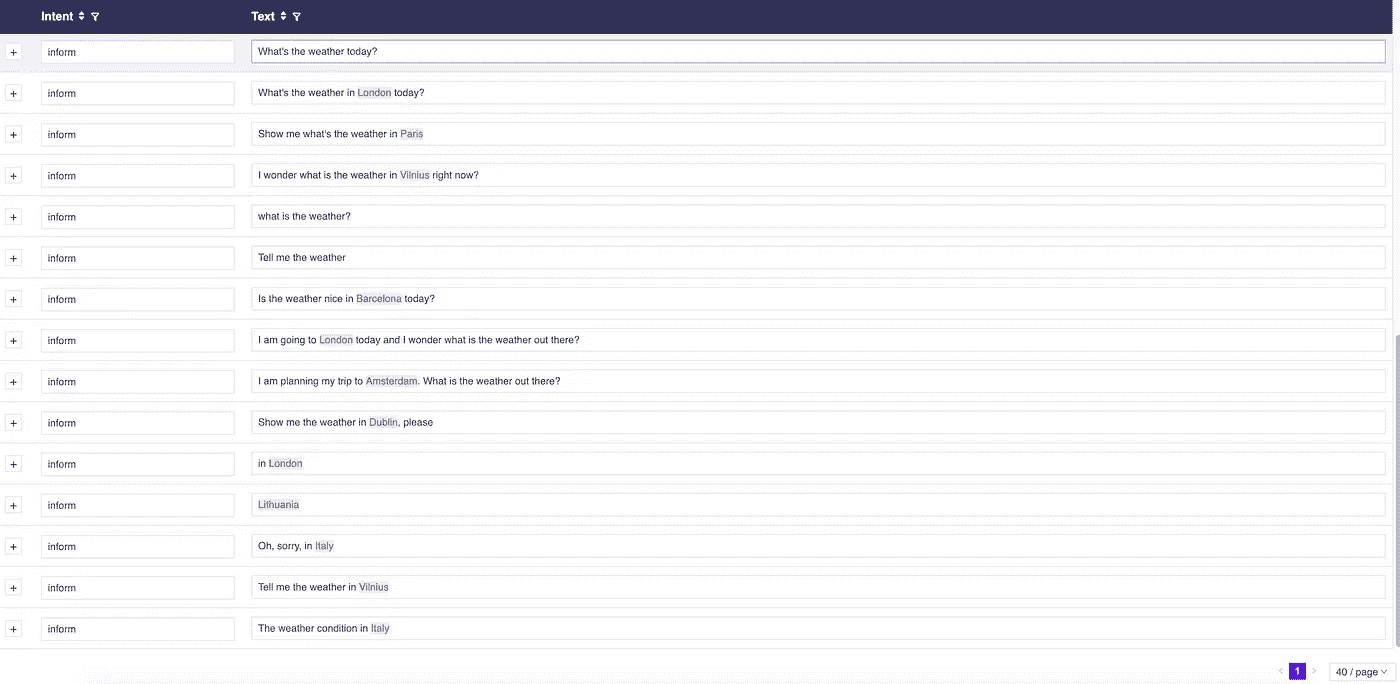 Intent Text
+ inform What's the weather today?
+ inform What's the weather in London today?
+ inform Show me what's the weather in Paris
+ inform I wonder what is the weather in Vilnius right now?
+ inform what is the weather?
+ inform Tell me the weather
+ inform Is the weather nice in Barcelona today?
+ inform I am going to London today and I wonder what is the weather out there?
+ inform I am planning my trip to Amsterdam. What is the weather out there?
+ inform Show me the weather in Dublin, please
+ inform in London
+ inform Lithuania
+ inform Oh, sorry, in Italy
+ inform Tell me the weather in Vilnius
+ inform The weather condition in Italy
< 1 > 40 / page